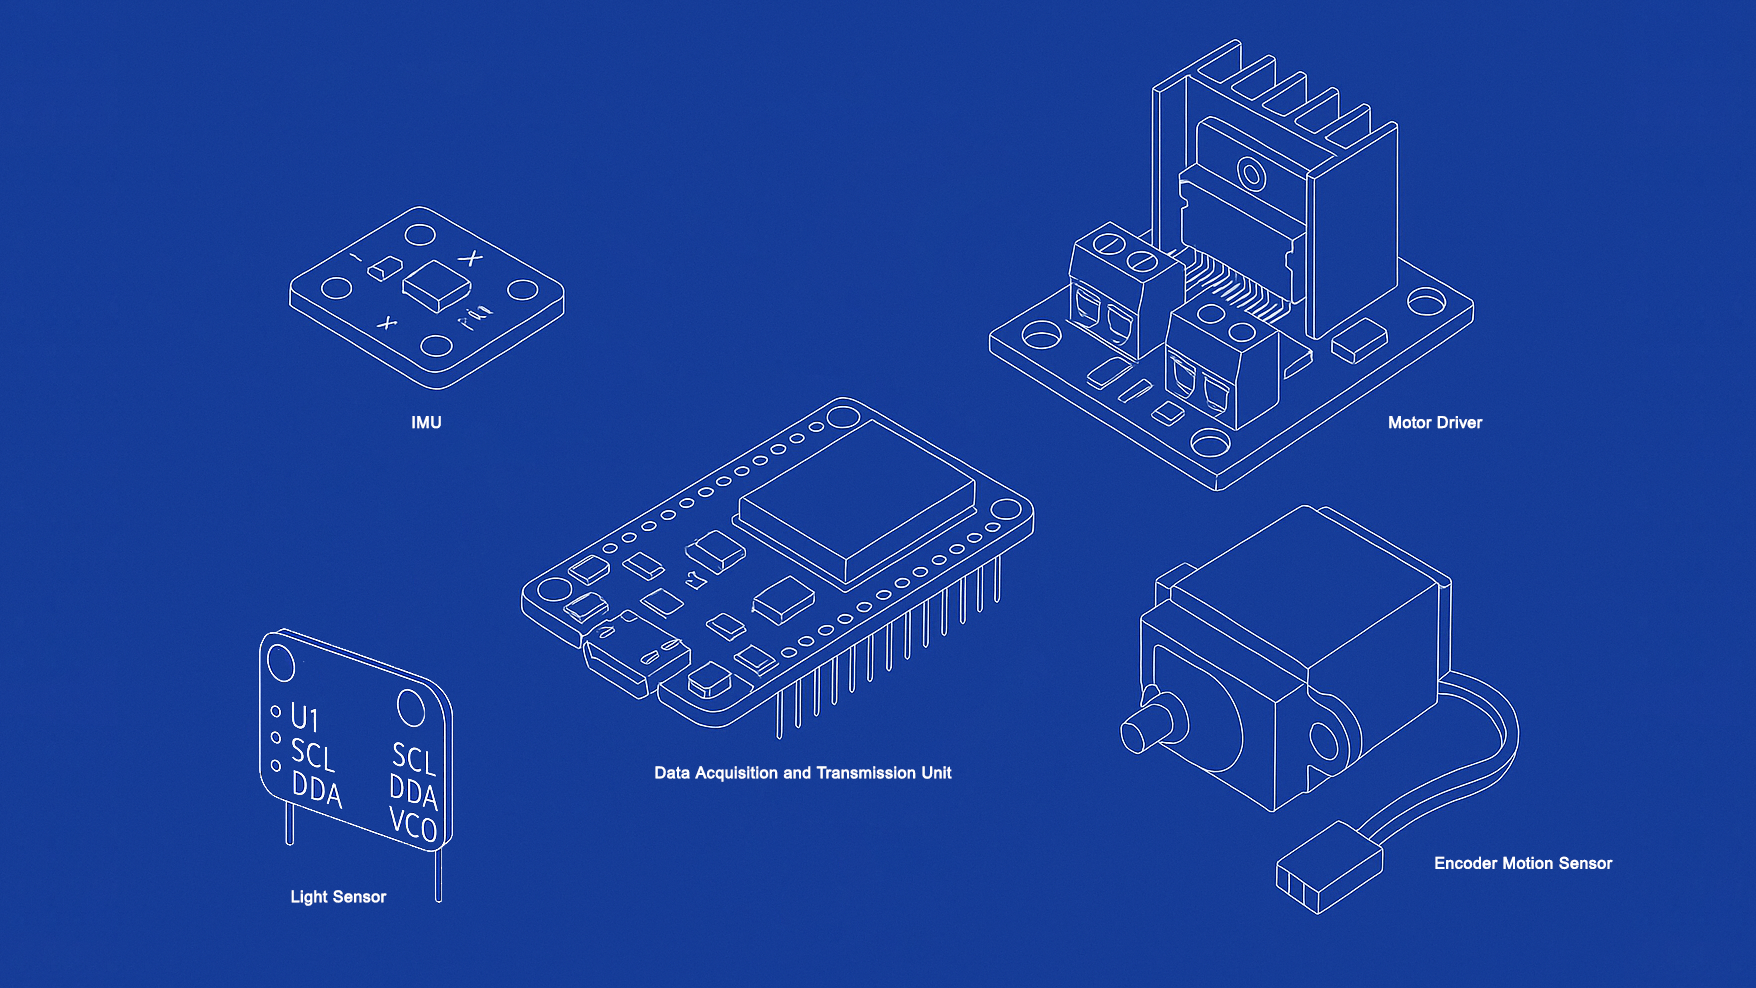 X
X
IMU
Motor Driver
Data Acquisition and Transmission Unit
U1
SCL
DDA
SCL
DDA
VCO
Light Sensor
Encoder Motion Sensor